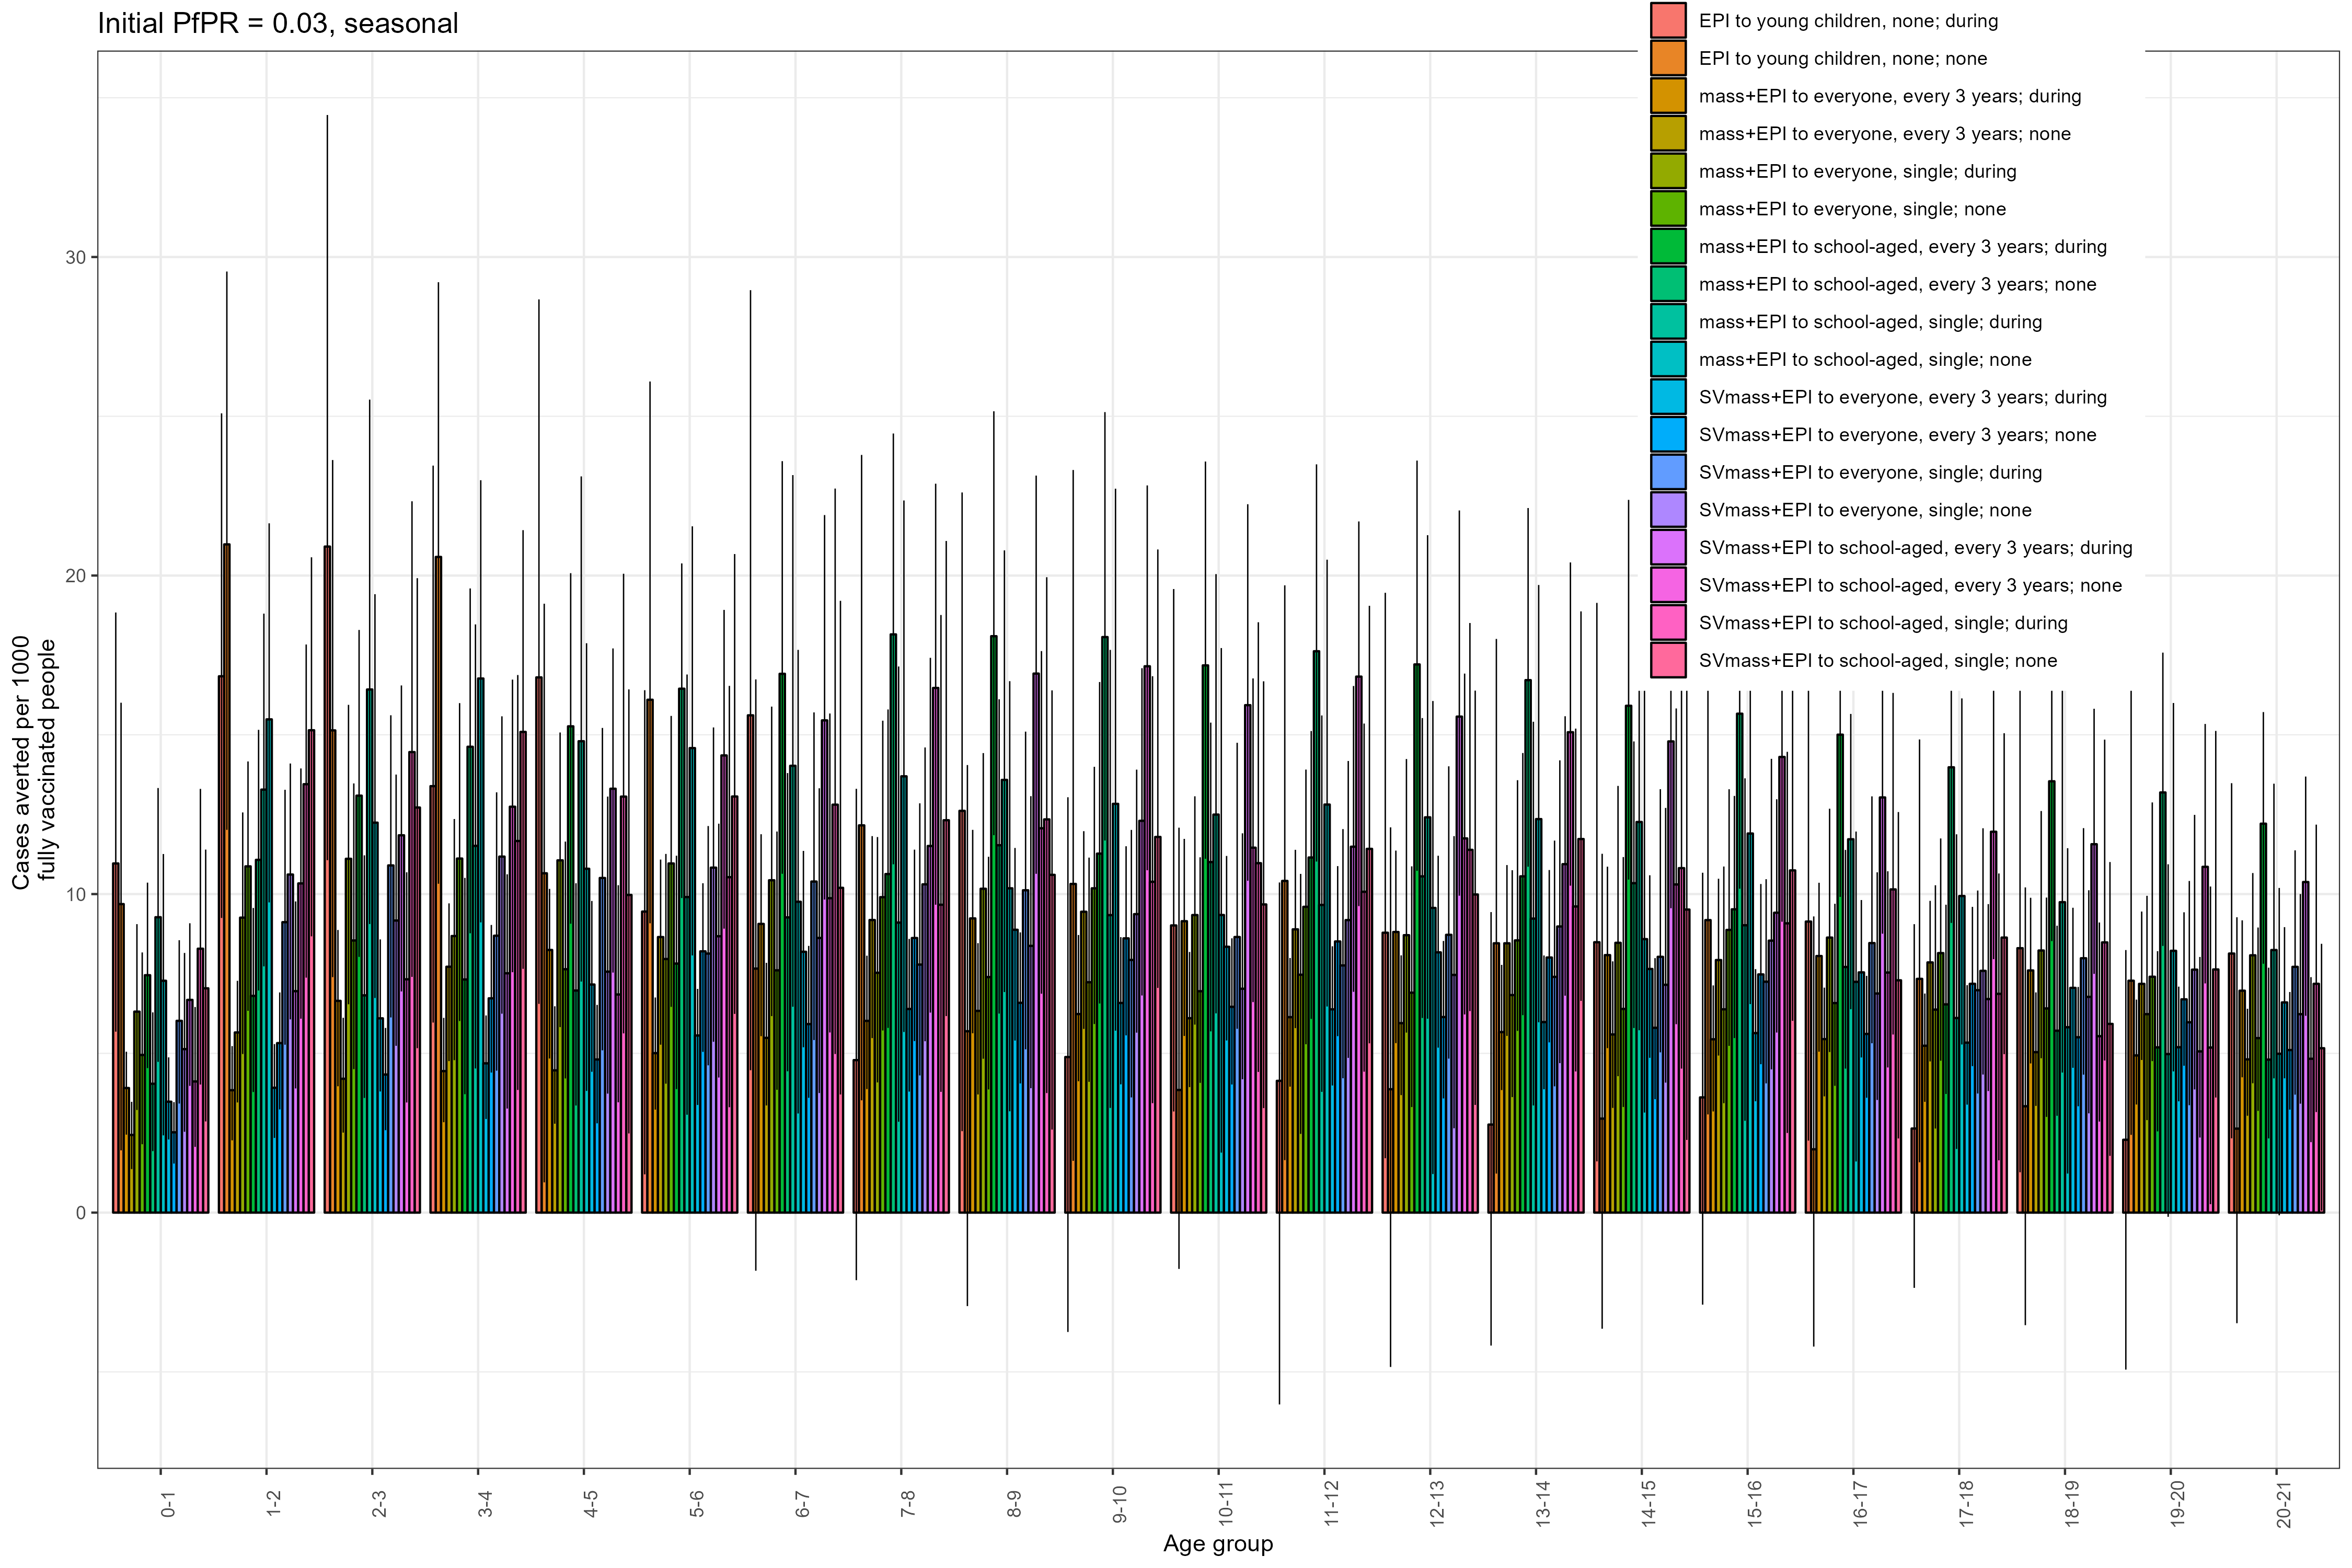 Initial PfPR = 0.03, seasonal
EPI to young children, none; during
EPI to young children, none; none
mass+EPI to everyone, every 3 years; during
mass+EPI to everyone, every 3 years; none
mass+EPI to everyone, single; during
mass+EPI to everyone, single; none
mass+EPI to school-aged, every 3 years; during
mass+EPI to school-aged, every 3 years; none
mass+EPI to school-aged, single; during
mass+EPI to school-aged, single; none
SVmass+EPI to everyone, every 3 years; during
SVmass+EPI to everyone, every 3 years; none
SVmass+EPI to everyone, single; during
SVmass+EPI to everyone, single; none
SVmass+EPI to school-aged, every 3 years; during
SVmass+EPI to school-aged, every 3 years; none
SVmass+EPI to school-aged, single; during
SVmass+EPI to school-aged, single; none
Cases averted per 1000
fully vaccinated people
30
20
10
0
0-1
1-2
2-3
3-4
4-5
5-6
6-7
7-8
8-9
9-10
10-11
11-12
12-13
13-14
14-15
15-16
16-17
17-18
18-19
19-20
20-21
Age group